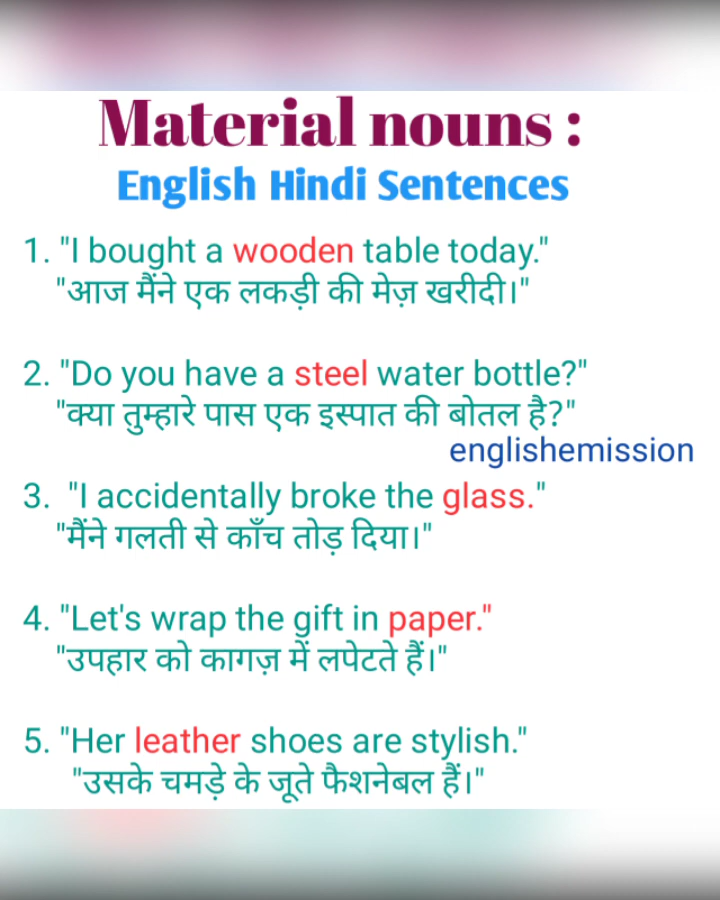 Material nouns :
English Hindi Sentences
1. "I bought a wooden table today."
"आज मैंने एक लकड़ी की मेज़ खरीदी।"
2. "Do you have a steel water bottle?"
"क्या तुम्हारे पास एक इस्पात की बोतल है?"
englishemission
3. "I accidentally broke the glass."
"मैंने गलती से काँच तोड़ दिया।"
4. "Let's wrap the gift in paper."
"उपहार को कागज़ में लपेटते हैं।"
5. "Her leather shoes are stylish."
"उसके चमड़े के जूते फैशनेबल हैं।"